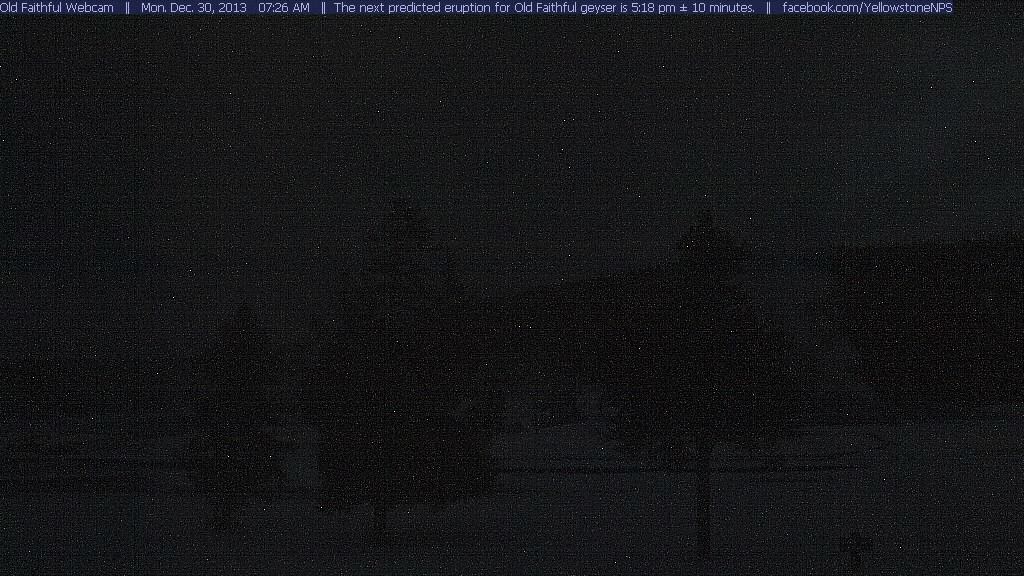 Old Faithful Webcam || Mon. Dec. 30, 2013 07:26 AM || The next predicted eruption for Old Faithful geyser is 5:18 pm ± 10 minutes. || facebook.com/YellowstoneNPS